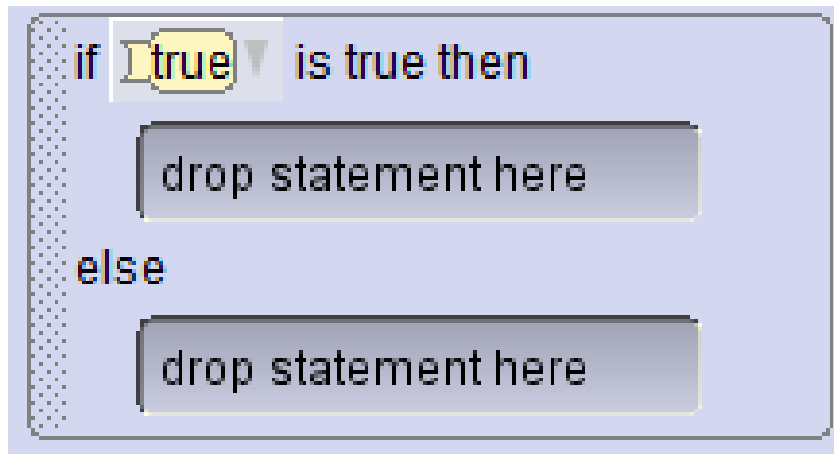 if true is true then
drop statement here
else
drop statement here